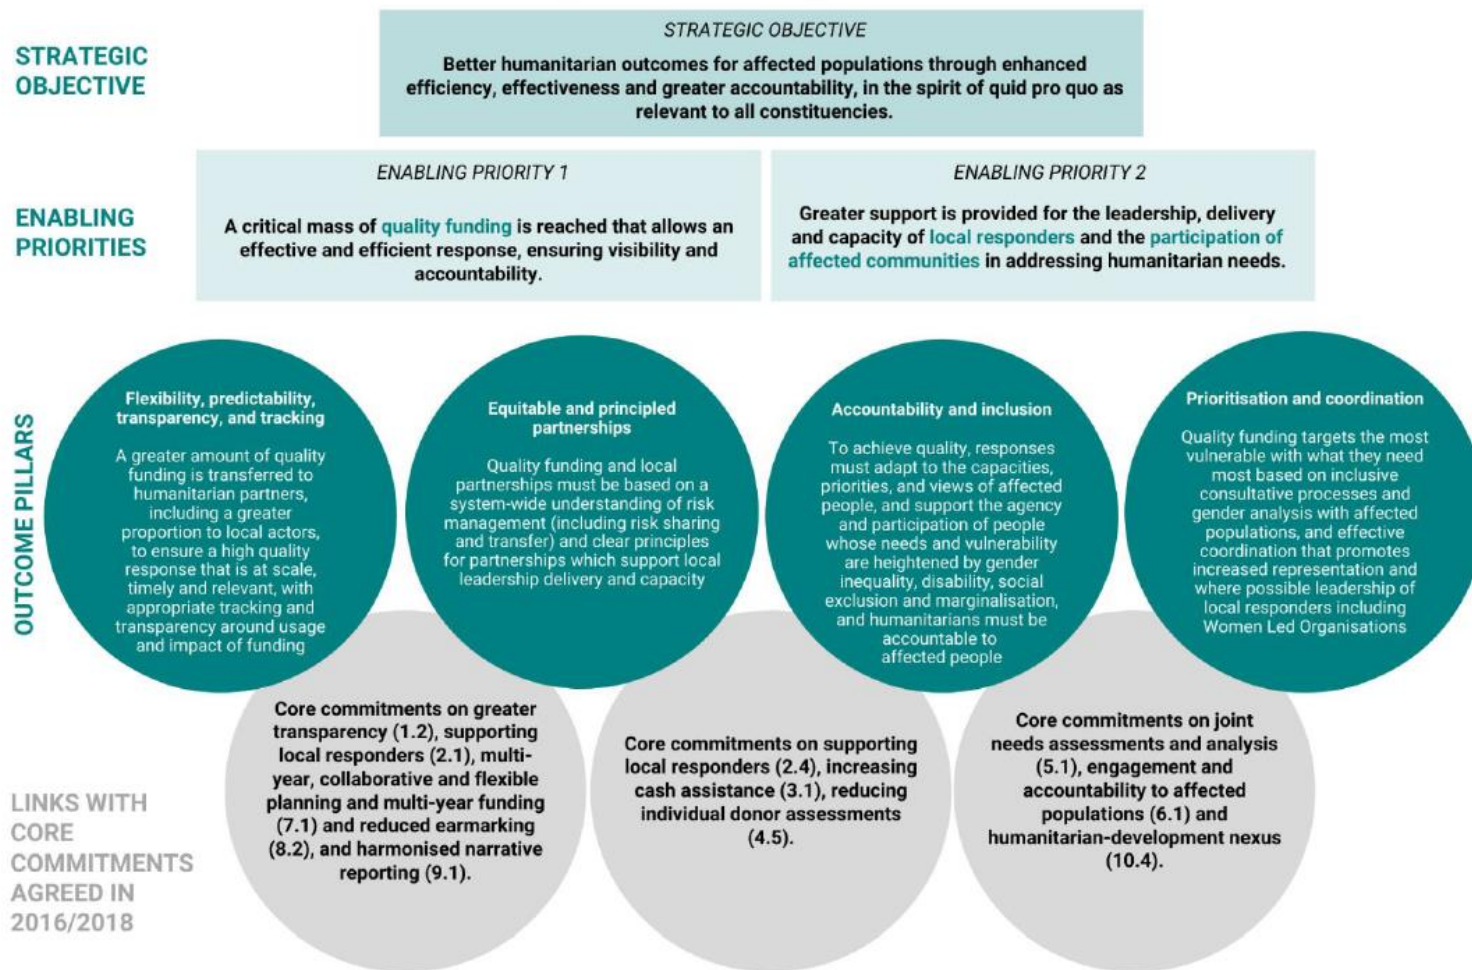 STRATEGIC
OBJECTIVE
STRATEGIC OBJECTIVE
Better humanitarian outcomes for affected populations through enhanced
efficiency, effectiveness and greater accountability, in the spirit of quid pro quo as
relevant to all constituencies.
ENABLING
PRIORITIES
ENABLING PRIORITY 1
A critical mass of quality funding is reached that allows an
effective and efficient response, ensuring visibility and
accountability.
ENABLING PRIORITY 2
Greater support is provided for the leadership, delivery
and capacity of local responders and the participation of
affected communities in addressing humanitarian needs.
OUTCOME PILLARS
Flexibility, predictability,
transparency, and tracking
A greater amount of quality
funding is transferred to
humanitarian partners,
including a greater
proportion to local actors,
to ensure a high quality
response that is at scale,
timely and relevant, with
appropriate tracking and
transparency around usage
and impact of funding
Equitable and principled
partnerships
Quality funding and local
partnerships must be based on a
system-wide understanding of risk
management (including risk sharing
and transfer) and clear principles
for partnerships which support local
leadership delivery and capacity
Accountability and inclusion
To achieve quality, responses
must adapt to the capacities,
priorities, and views of affected
people, and support the agency
and participation of people
whose needs and vulnerability
are heightened by gender
inequality, disability, social
exclusion and marginalisation,
and humanitarians must be
accountable to
affected people
Prioritisation and coordination
Quality funding targets the most
vulnerable with what they need
most based on inclusive
consultative processes and
gender analysis with affected
populations, and effective
coordination that promotes
increased representation and
where possible leadership of
local responders including
Women Led Organisations
LINKS WITH
CORE
COMMITMENTS
AGREED IN
2016/2018
Core commitments on greater
transparency (1.2), supporting
local responders (2.1), multi-
year, collaborative and flexible
planning and multi-year funding
(7.1) and reduced earmarking
(8.2), and harmonised narrative
reporting (9.1).
Core commitments on supporting
local responders (2.4), increasing
cash assistance (3.1), reducing
individual donor assessments
(4.5).
Core commitments on joint
needs assessments and analysis
(5.1), engagement and
accountability to affected
populations (6.1) and
humanitarian-development nexus
(10.4).